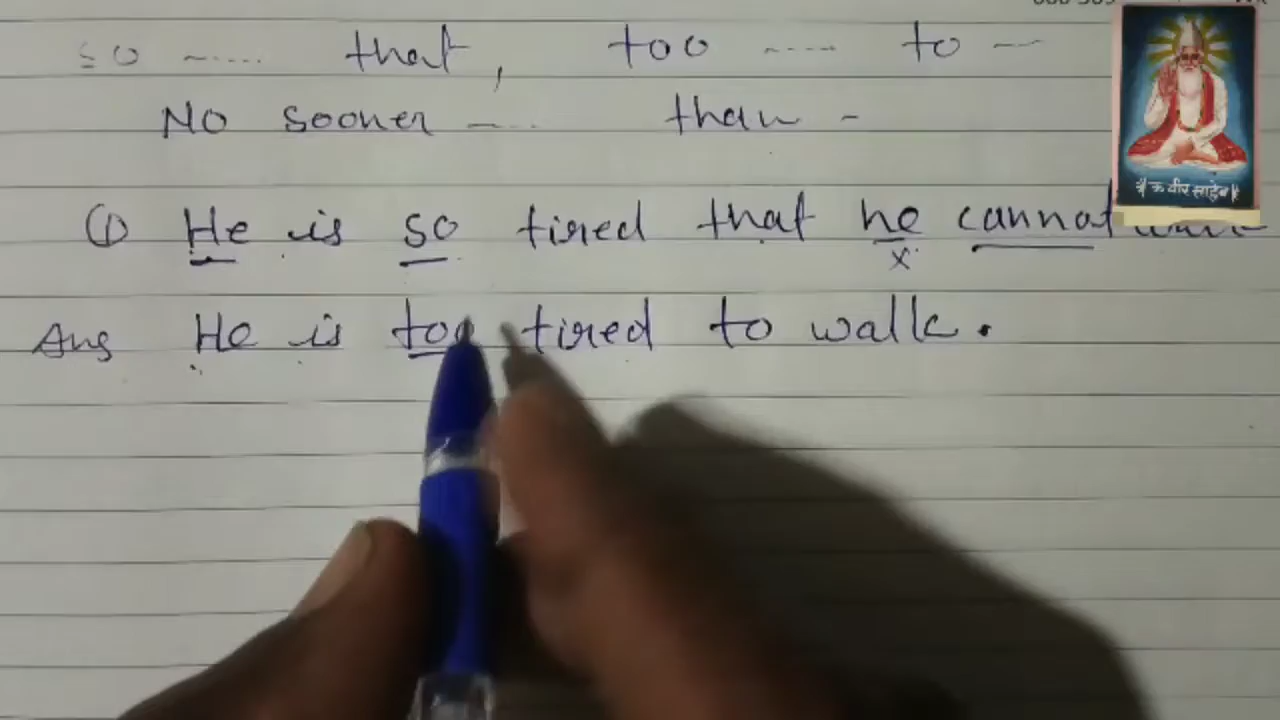 so ...... that, too ..... to —
No sooner — .. than -
① He is so tired that he cannot
x
Ans He is too tired to walk.